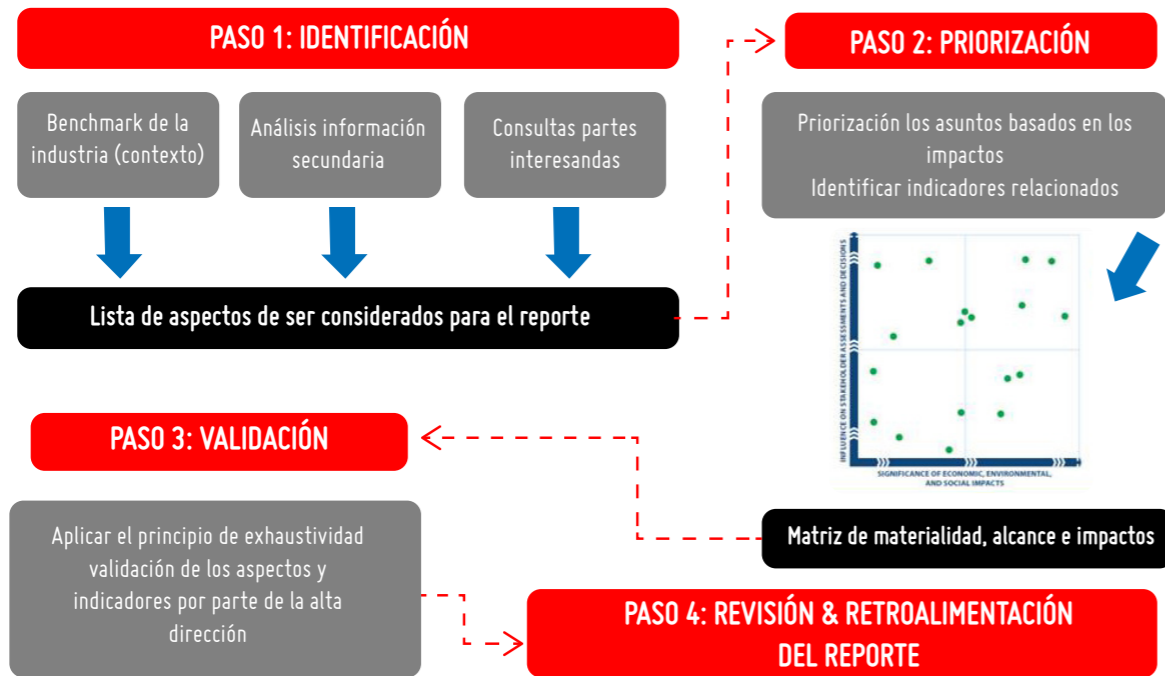 PASO 1: IDENTIFICACIÓN
Benchmark de la
industria (contexto)
Análisis información
secundaria
Consultas partes
interesandas
Lista de aspectos de ser considerados para el reporte
PASO 2: PRIORIZACIÓN
Priorización los asuntos basados en los
impactos
Identificar indicadores relacionados
INFLUENCE ON STAKEHOLDER ASSESSMENTS AND DECISIONS
SIGNIFICANCE OF ECONOMIC, ENVIRONMENTAL,
AND SOCIAL IMPACTS
Matriz de materialidad, alcance e impactos
PASO 3: VALIDACIÓN
Aplicar el principio de exhaustividad
validación de los aspectos y
indicadores por parte de la alta
dirección
PASO 4: REVISIÓN & RETROALIMENTACIÓN
DEL REPORTE